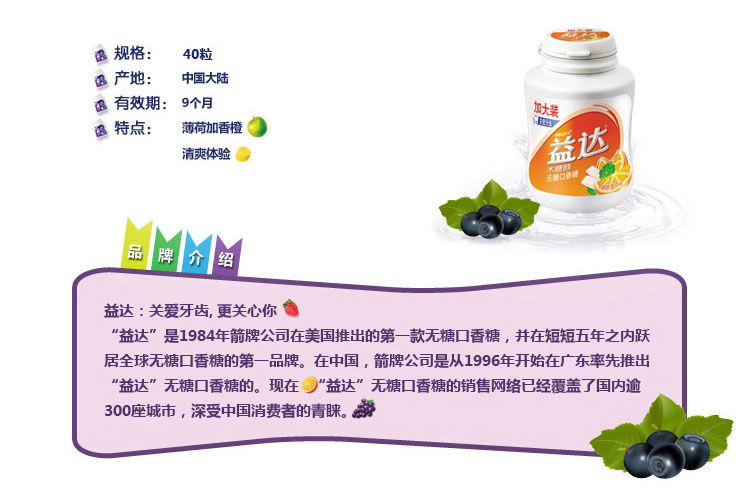 规格： 40粒
产地： 中国大陆
有效期： 9个月
特点： 薄荷加香橙
清爽体验
加大装
益达
木糖醇
无糖口香糖
品牌介绍
益达：关爱牙齿, 更关心你
“益达”是1984年箭牌公司在美国推出的第一款无糖口香糖，并在短短五年之内跃
居全球无糖口香糖的第一品牌。在中国，箭牌公司是从1996年开始在广东率先推出
“益达”无糖口香糖的。现在“益达”无糖口香糖的销售网络已经覆盖了国内逾
300座城市，深受中国消费者的青睐。